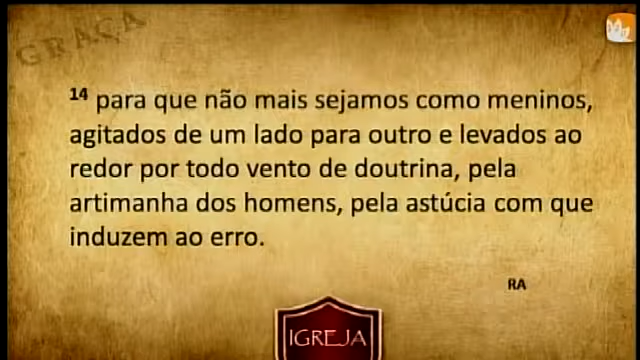 GRAÇA
14 para que não mais sejamos como meninos,
agitados de um lado para outro e levados ao
redor por todo vento de doutrina, pela
artimanha dos homens, pela astúcia com que
induzem ao erro.
RA
IGREJA